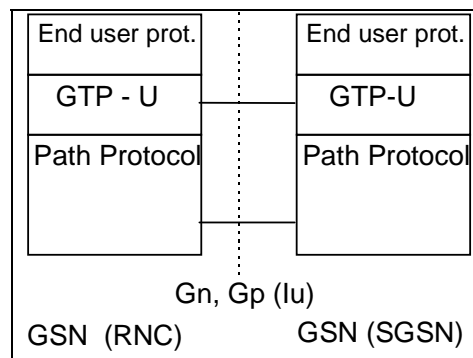 End user prot.
End user prot.
GTP - U
GTP-U
Path Protocol
Path Protocol
Gn, Gp (Iu)
GSN (RNC)
GSN (SGSN)